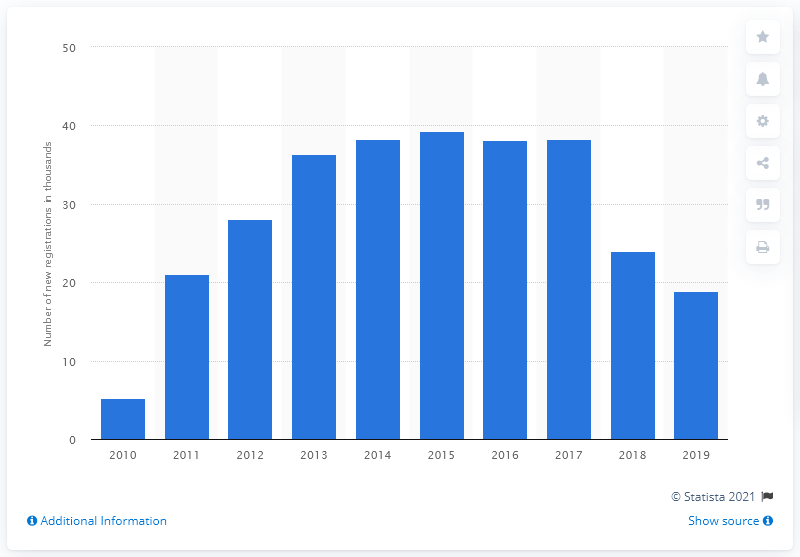 50
40
30
20
10
0
Number of new registrations in thousands
2010 2011 2012 2013 2014 2015 2016 2017 2018 2019
© Statista 2021
Additional Information
Show source